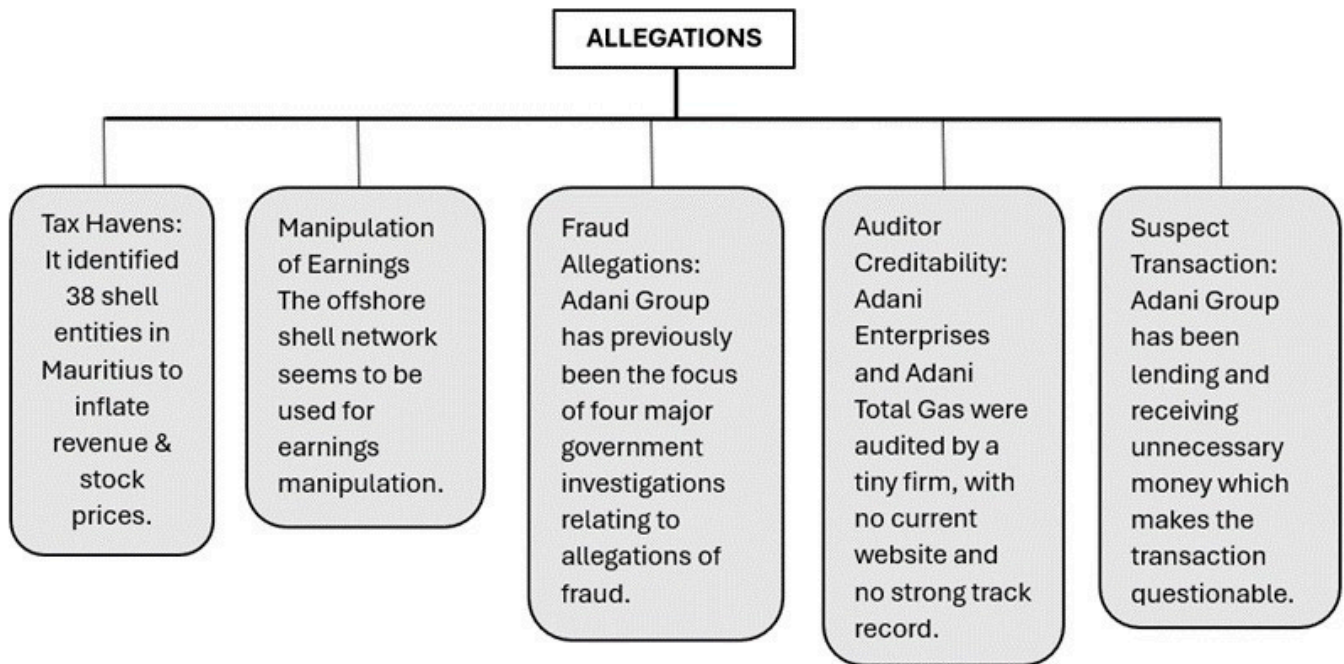 ALLEGATIONS
Tax Havens:
It identified
38 shell
entities in
Mauritius to
inflate
revenue &
stock
prices.
Manipulation
of Earnings
The offshore
shell network
seems to be
used for
earnings
manipulation.
Fraud
Allegations:
Adani Group
has previously
been the focus
of four major
government
investigations
relating to
allegations of
fraud.
Auditor
Creditability:
Adani
Enterprises
and Adani
Total Gas were
audited by a
tiny firm, with
no current
website and
no strong track
record.
Suspect
Transaction:
Adani Group
has been
lending and
receiving
unnecessary
money which
makes the
transaction
questionable.